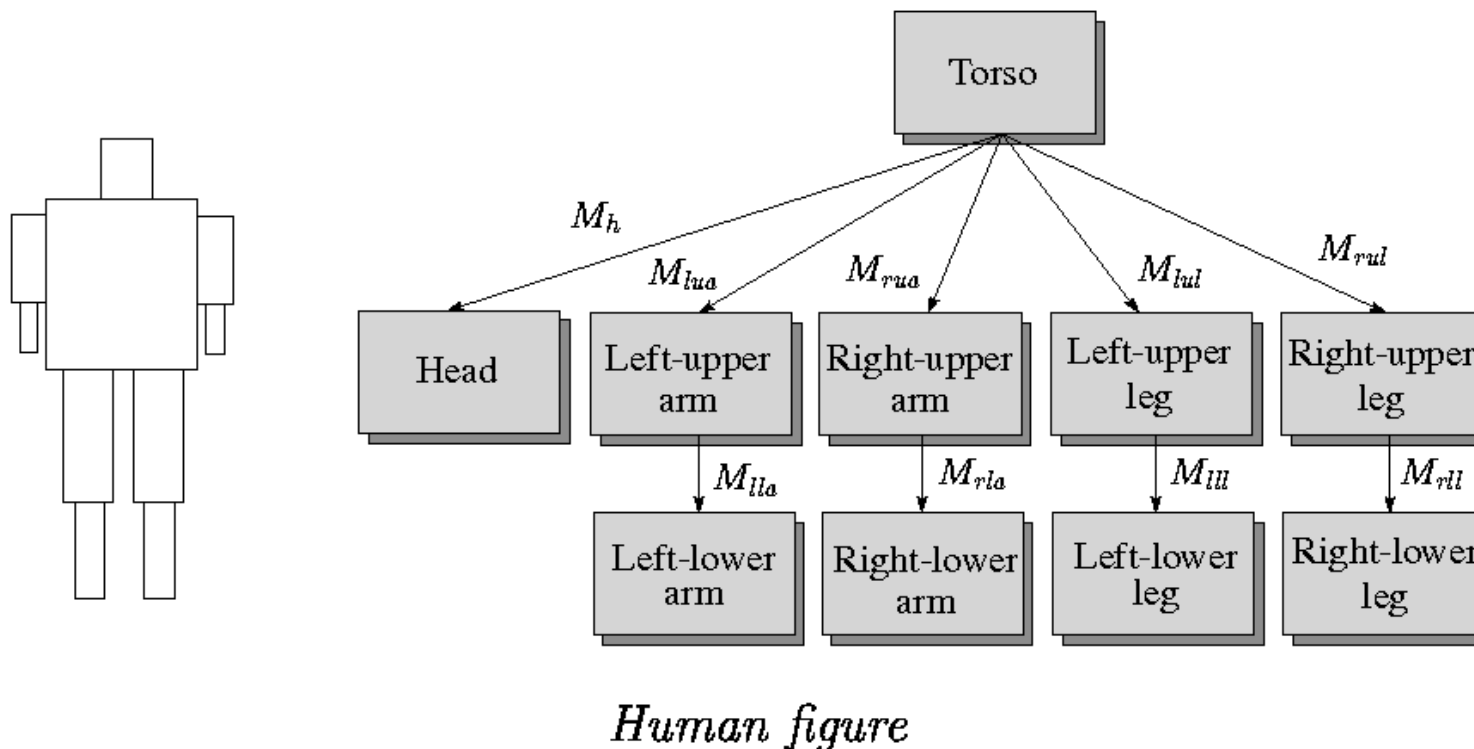 Torso
M_h
M_lua
M_rua
M_lul
M_rul
Head
Left-upper
arm
Right-upper
arm
Left-upper
leg
Right-upper
leg
M_lla
M_rla
M_lll
M_rll
Left-lower
arm
Right-lower
arm
Left-lower
leg
Right-lower
leg
Human figure